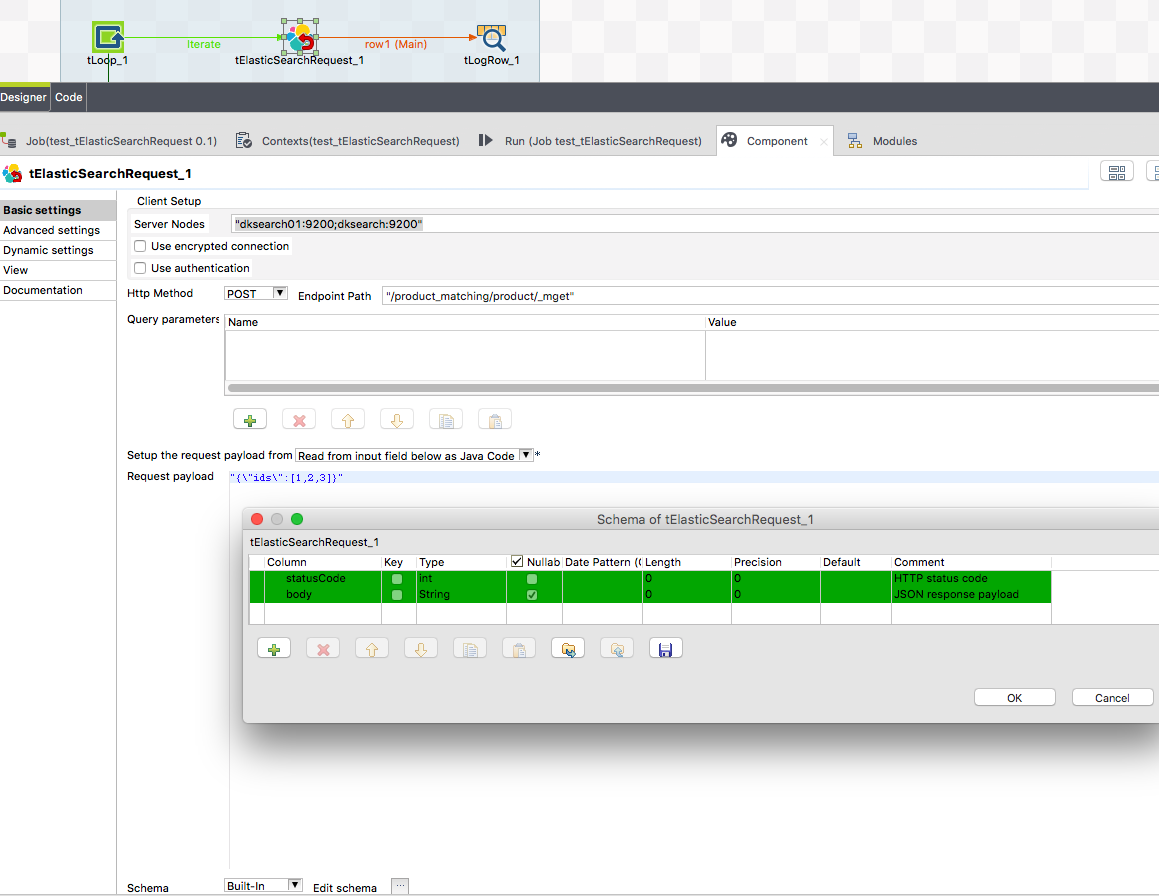 Iterate
row1 (Main)
tLoop_1
tElasticSearchRequest_1
tLogRow_1
Designer
Code
Job(test_tElasticSearchRequest 0.1)
Contexts(test_tElasticSearchRequest)
Run (Job test_tElasticSearchRequest)
Component
Modules
tElasticSearchRequest_1
Basic settings
Advanced settings
Dynamic settings
View
Documentation
Client Setup
Server Nodes "dksearch01:9200;dksearch:9200"
Use encrypted connection
Use authentication
Http Method POST Endpoint Path "/product_matching/product/_mget"
Query parameters Name Value
Setup the request payload from Read from input field below as Java Code *
Request payload "{\"ids\":[1,2,3]}"
Schema of tElasticSearchRequest_1
tElasticSearchRequest_1
Column Key Type Nullab Date Pattern (C Length Precision Default Comment
statusCode int 0 0 HTTP status code
body String 0 0 JSON response payload
OK Cancel
Schema Built-In Edit schema ...